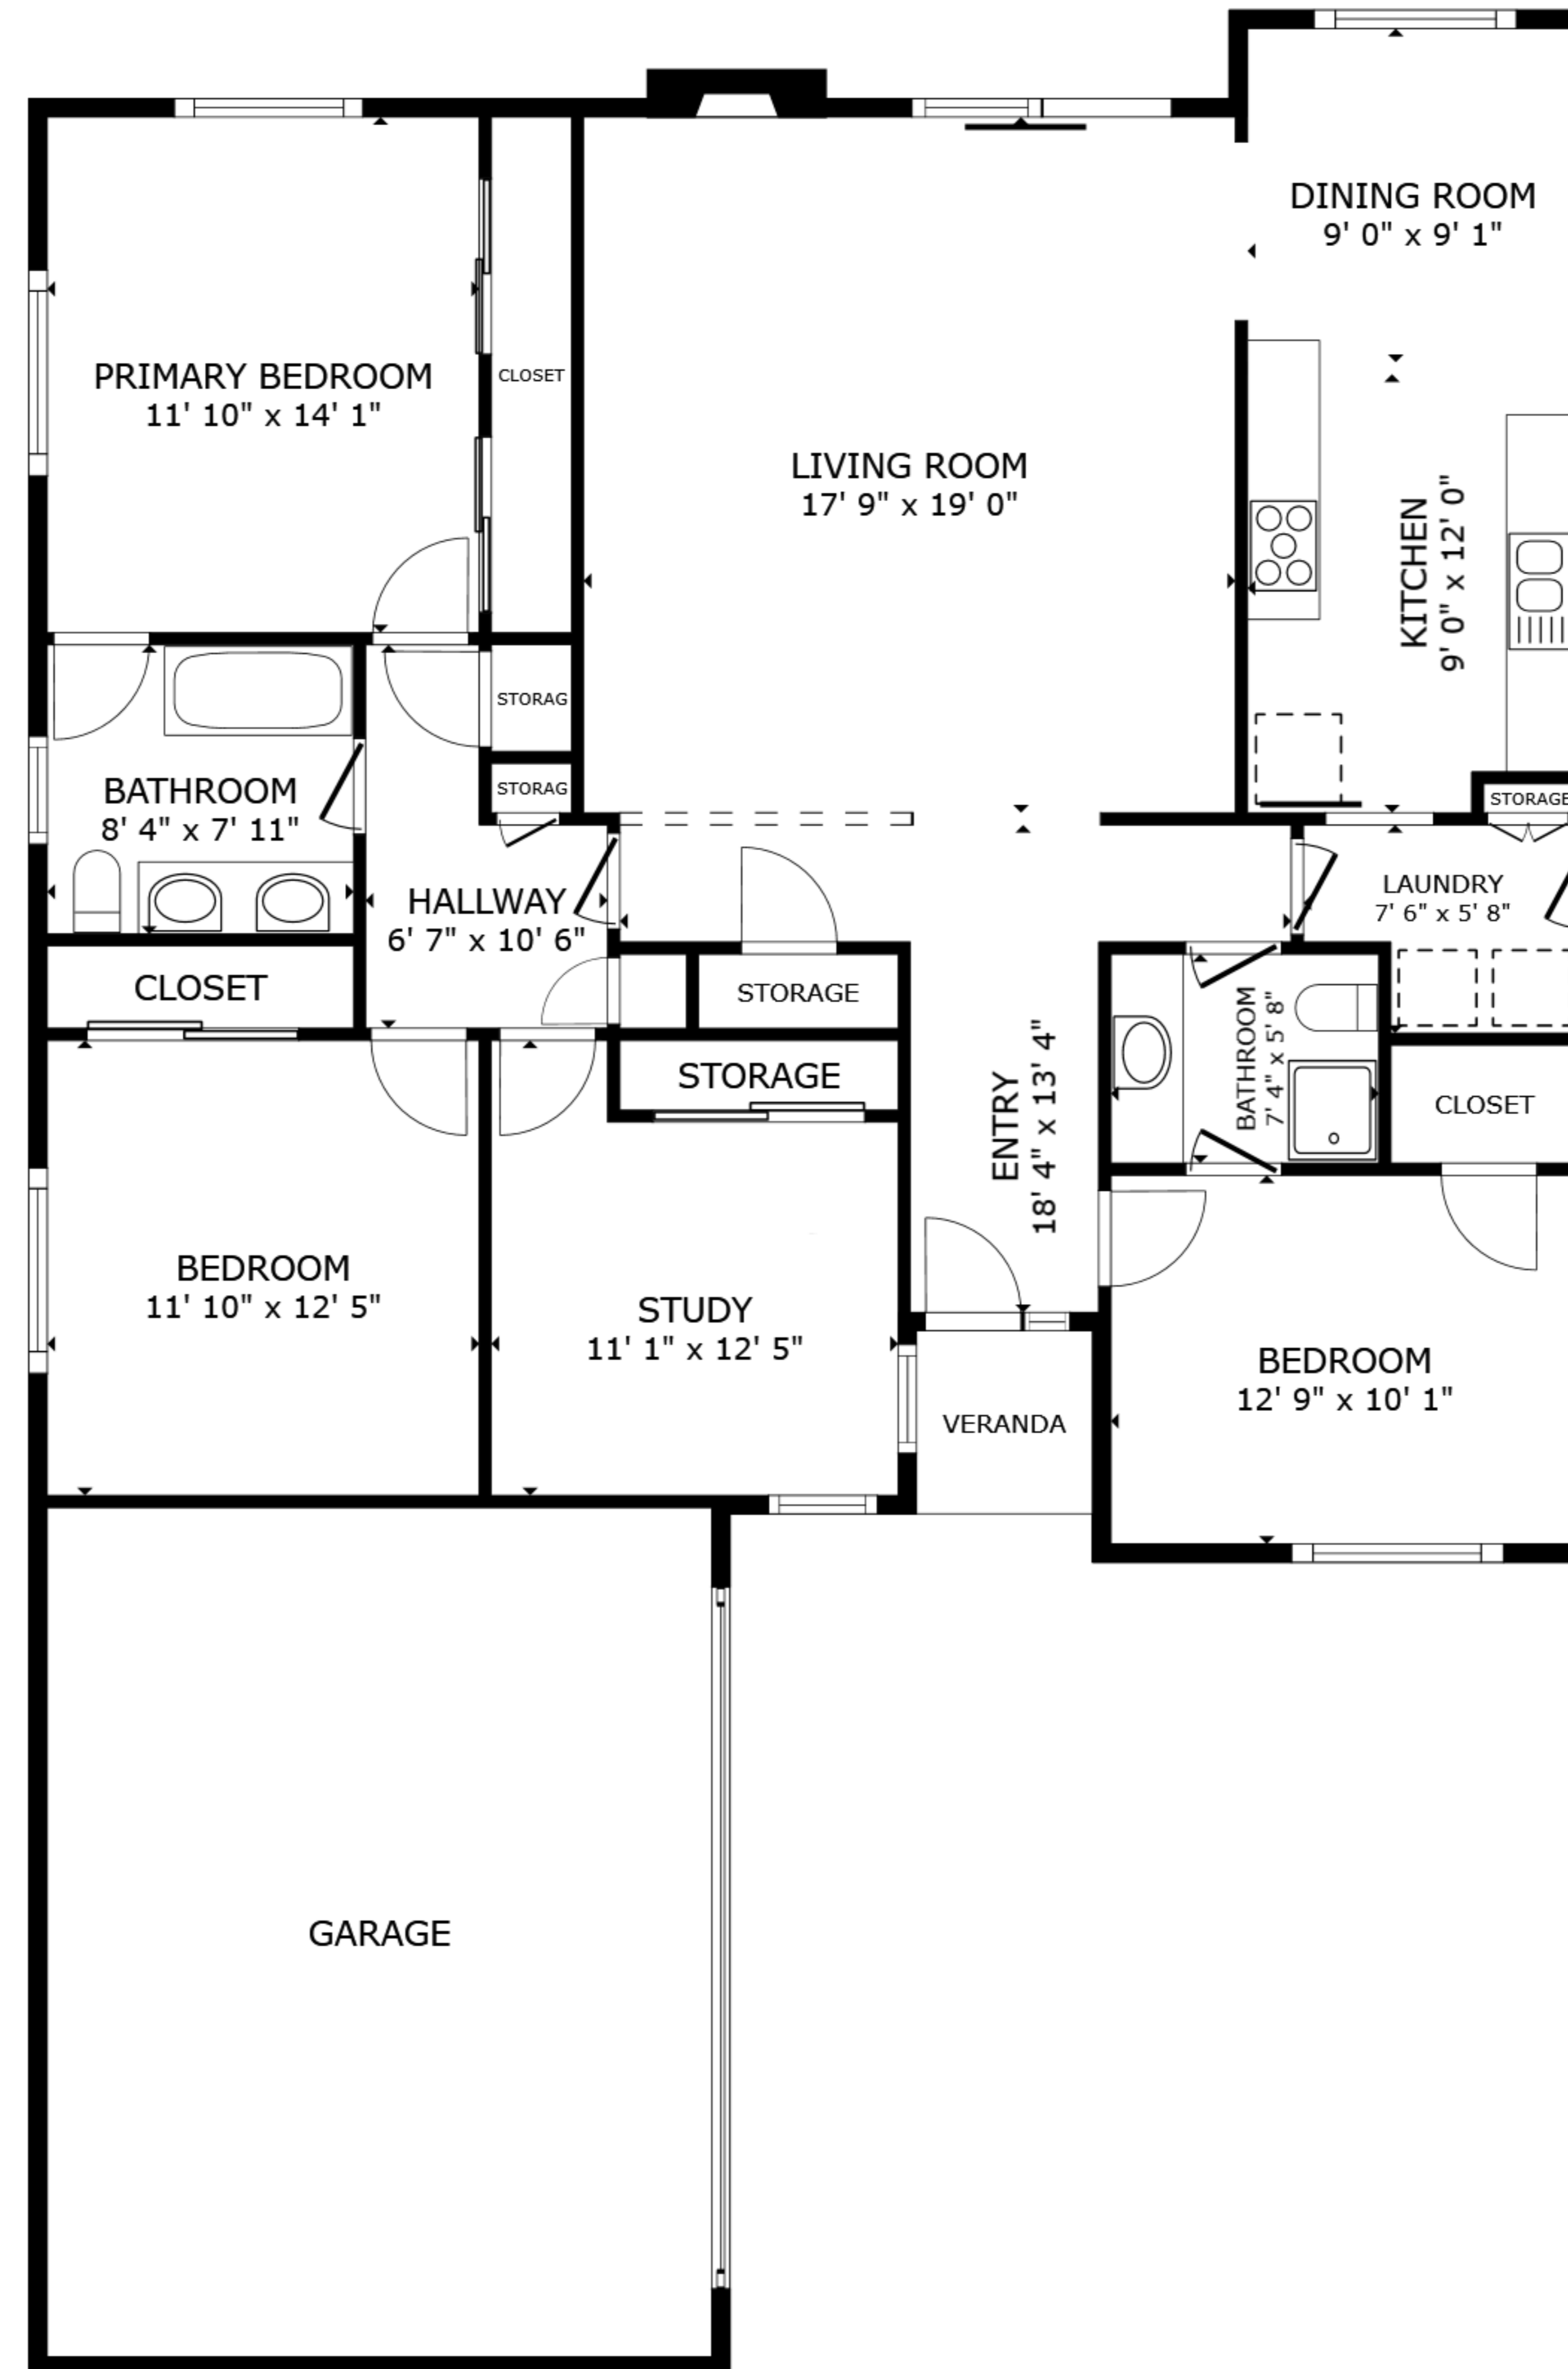 DINING ROOM
9' 0" x 9' 1"
PRIMARY BEDROOM
11' 10" x 14' 1"
CLOSET
LIVING ROOM
17' 9" x 19' 0"
KITCHEN
9' 0" x 12' 0"
STORAG
STORAG
BATHROOM
8' 4" x 7' 11"
STORAGE
HALLWAY
6' 7" x 10' 6"
LAUNDRY
7' 6" x 5' 8"
CLOSET
STORAGE
STORAGE
ENTRY
18' 4" x 13' 4"
BATHROOM
7' 4" x 5' 8"
CLOSET
BEDROOM
11' 10" x 12' 5"
STUDY
11' 1" x 12' 5"
VERANDA
BEDROOM
12' 9" x 10' 1"
GARAGE